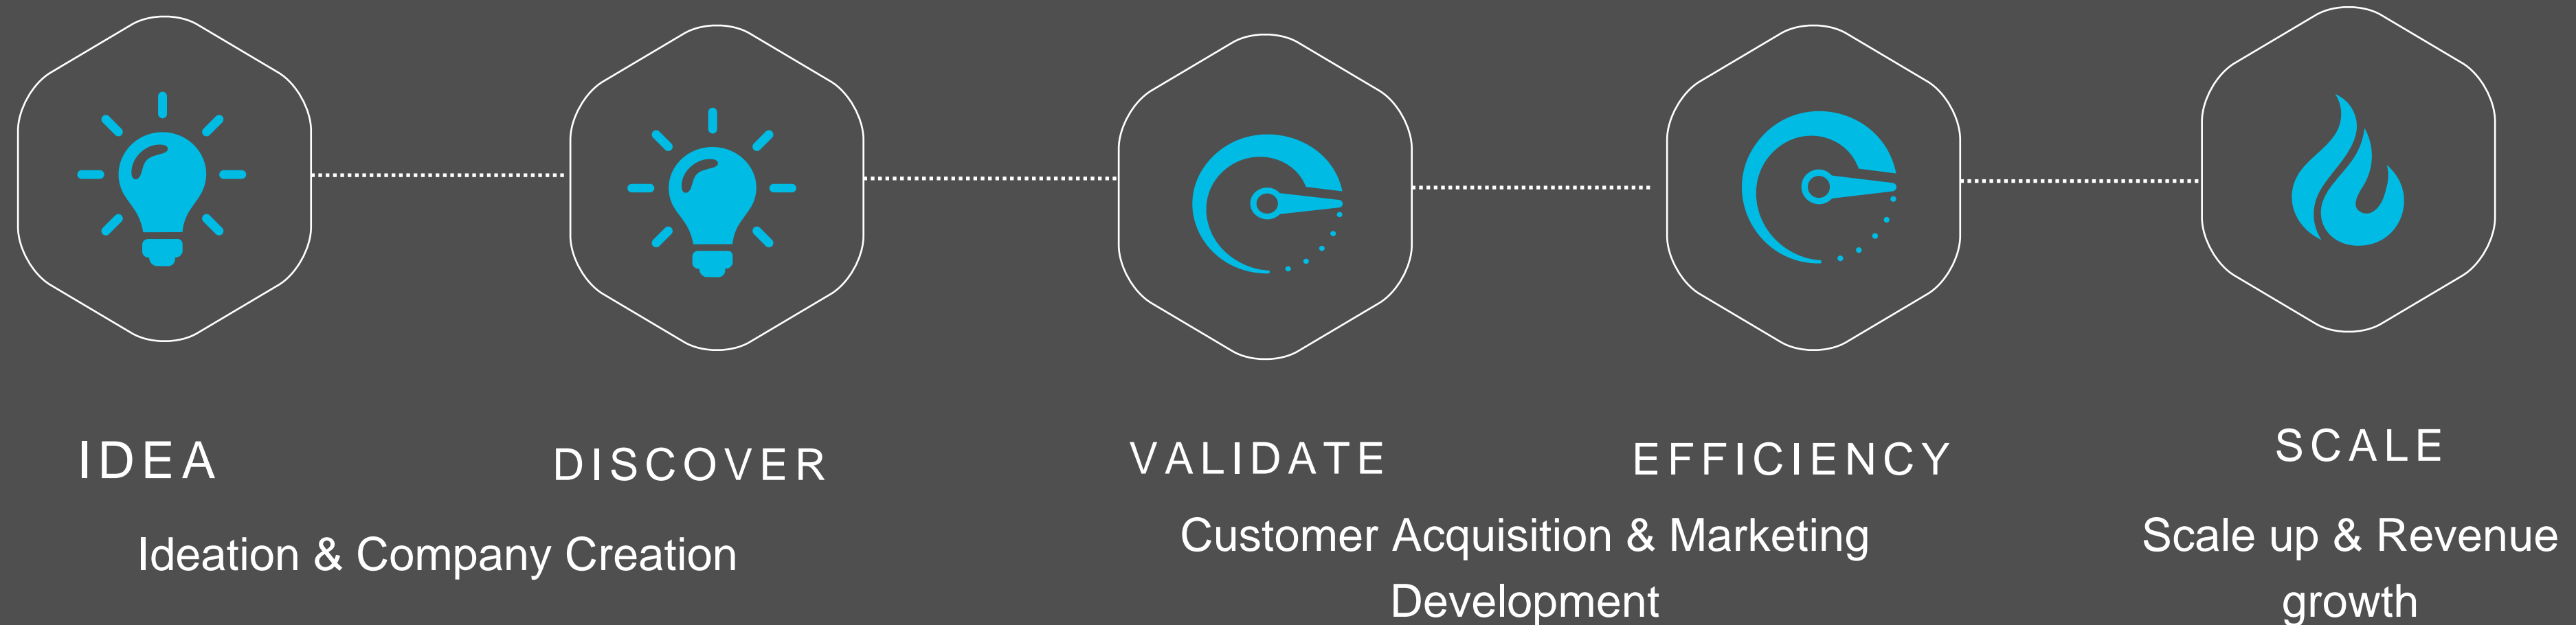 IDEA
DISCOVER
VALIDATE
EFFICIENCY
SCALE
Ideation & Company Creation
Customer Acquisition & Marketing
Development
Scale up & Revenue
growth